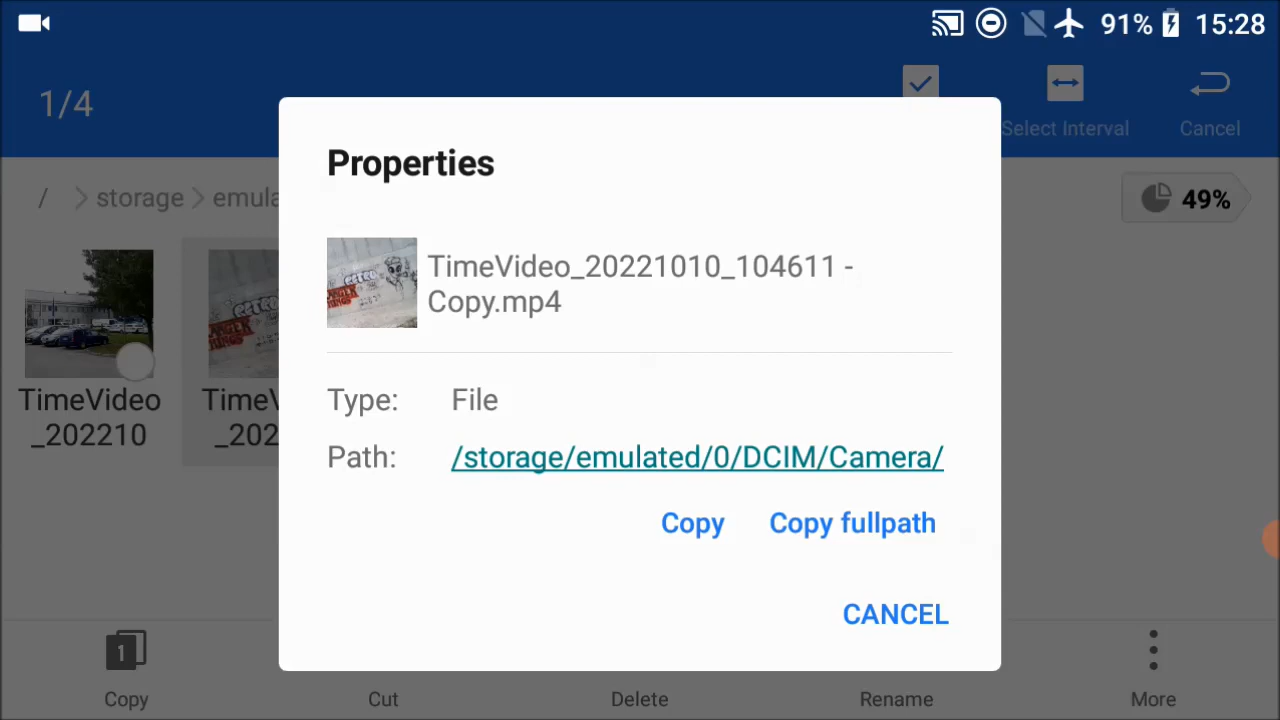 91% 15:28
1/4
Select Interval
Cancel
/ storage emula
49%
Properties
TimeVideo_20221010_104611 -
Copy.mp4
Type: File
Path: /storage/emulated/0/DCIM/Camera/
Copy Copy fullpath
CANCEL
TimeVideo
_202210
TimeV
_202
1
Copy
Cut
Delete
Rename
More